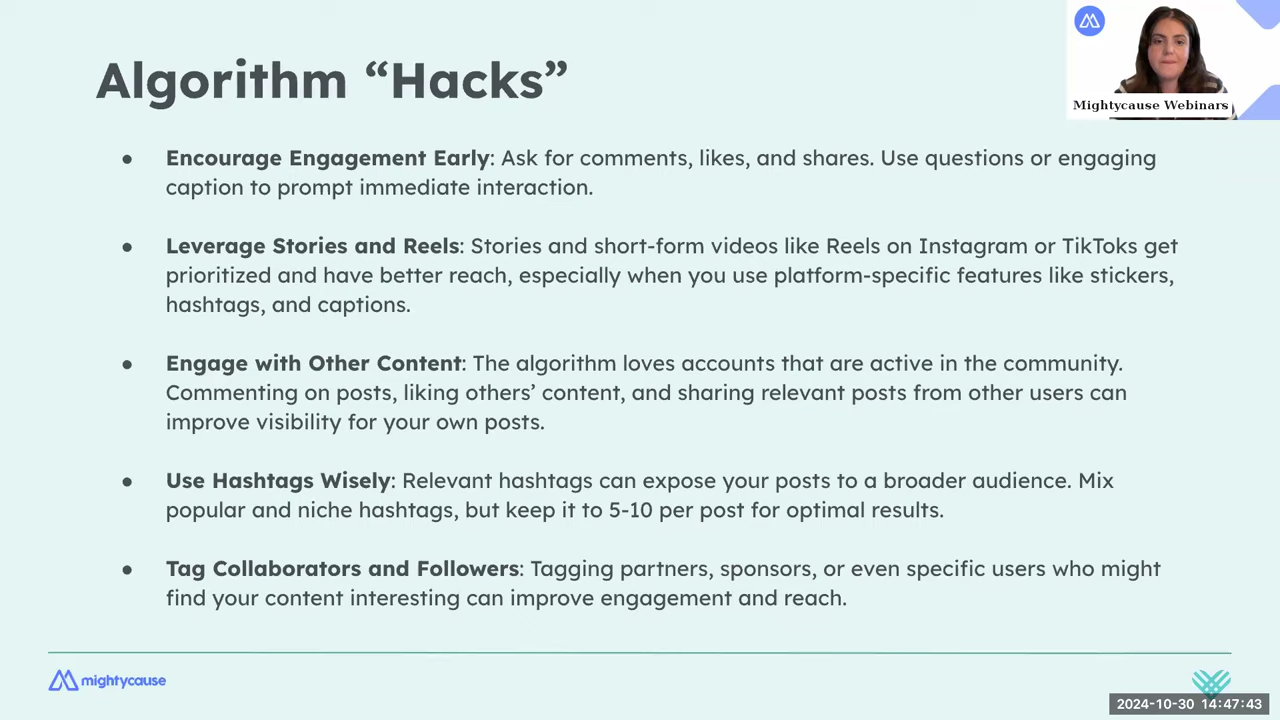 Algorithm “Hacks”
Mightycause Webinars
● Encourage Engagement Early: Ask for comments, likes, and shares. Use questions or engaging
caption to prompt immediate interaction.
● Leverage Stories and Reels: Stories and short-form videos like Reels on Instagram or TikToks get
prioritized and have better reach, especially when you use platform-specific features like stickers,
hashtags, and captions.
● Engage with Other Content: The algorithm loves accounts that are active in the community.
Commenting on posts, liking others’ content, and sharing relevant posts from other users can
improve visibility for your own posts.
● Use Hashtags Wisely: Relevant hashtags can expose your posts to a broader audience. Mix
popular and niche hashtags, but keep it to 5-10 per post for optimal results.
● Tag Collaborators and Followers: Tagging partners, sponsors, or even specific users who might
find your content interesting can improve engagement and reach.
mightycause
2024-10-30 14:47:43